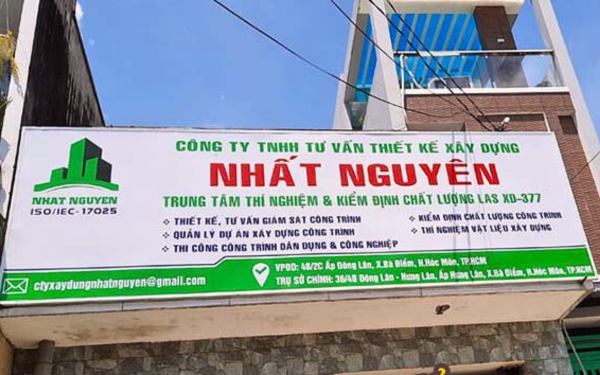 CÔNG TY TNHH TƯ VẤN THIẾT KẾ XÂY DỰNG
NHẤT NGUYÊN
TRUNG TÂM THÍ NGHIỆM & KIỂM ĐỊNH CHẤT LƯỢNG LAS XD-377
NHẤT NGUYÊN
ISO/IEC-17025
THIẾT KẾ, TƯ VẤN GIÁM SÁT CÔNG TRÌNH
QUẢN LÝ DỰ ÁN XÂY DỰNG CÔNG TRÌNH
THI CÔNG CÔNG TRÌNH DÂN DỤNG & CÔNG NGHIỆP
KIỂM ĐỊNH CHẤT LƯỢNG CÔNG TRÌNH
THÍ NGHIỆM VẬT LIỆU XÂY DỰNG
ctyxaydungnhatnguyen@gmail.com
VPGD: 48/2C Ấp Đông Lân, X.Bà Điểm, H.Hóc Môn, TP.HCM
TRỤ SỞ CHÍNH: 36/4B Đông Lân - Hưng Lân, Ấp Hưng Lân, X.Bà Điểm, H.Hóc Môn, TP.HCM